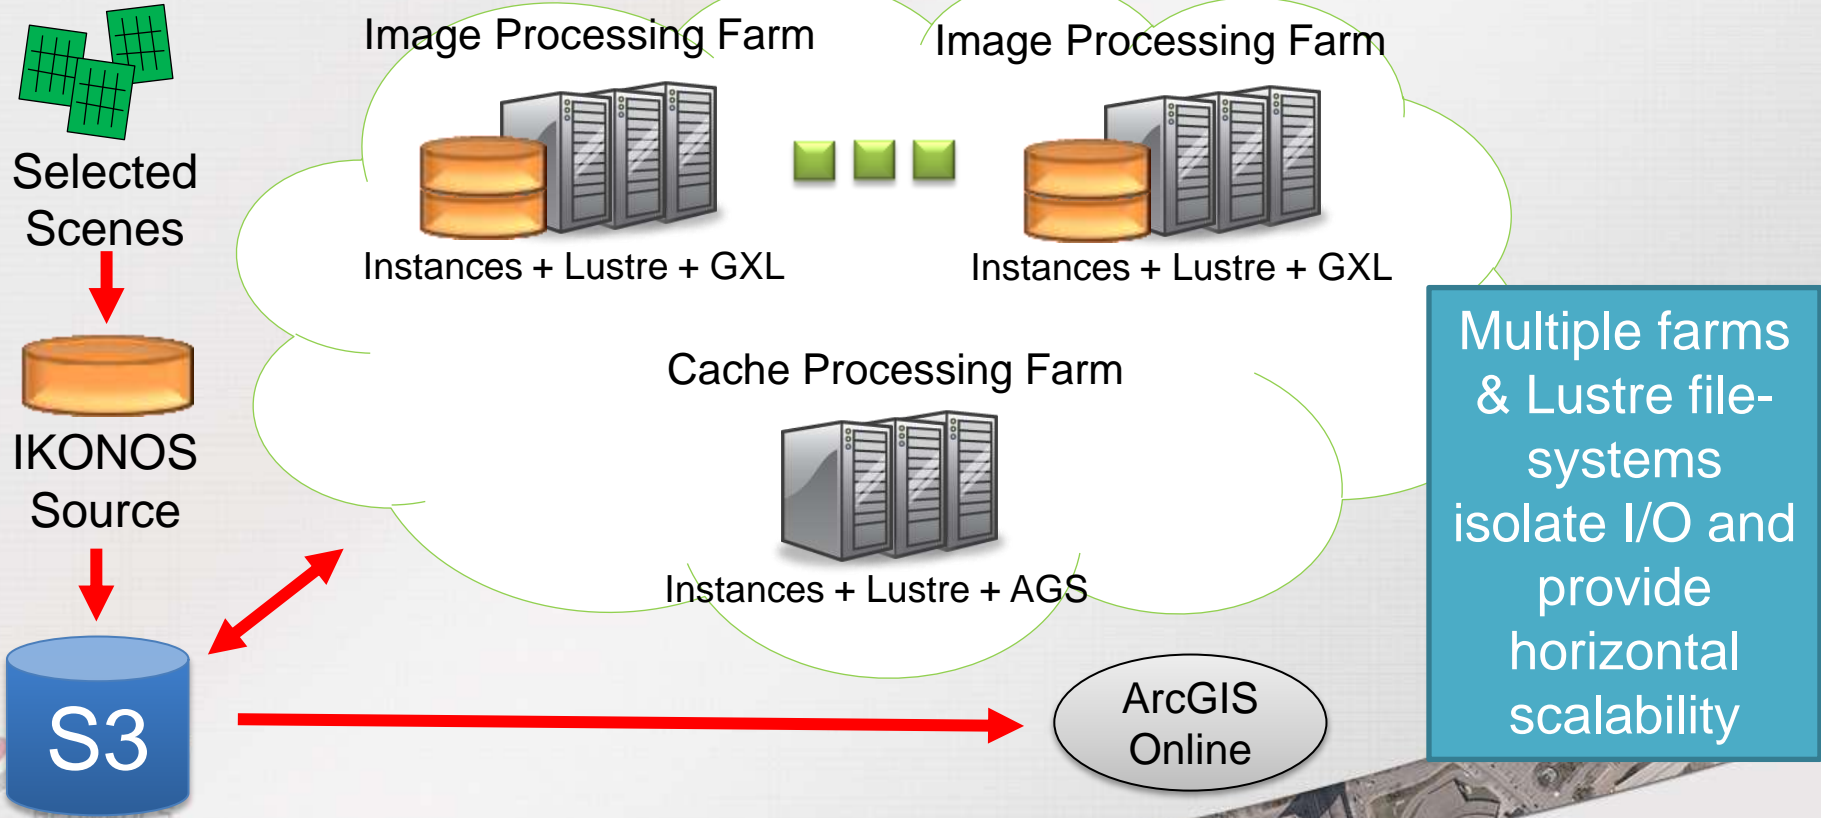 Selected
Scenes
IKONOS
Source
S3
Image Processing Farm
Instances + Lustre + GXL
Image Processing Farm
Instances + Lustre + GXL
Cache Processing Farm
Instances + Lustre + AGS
ArcGIS
Online
Multiple farms
& Lustre file-
systems
isolate I/O and
provide
horizontal
scalability